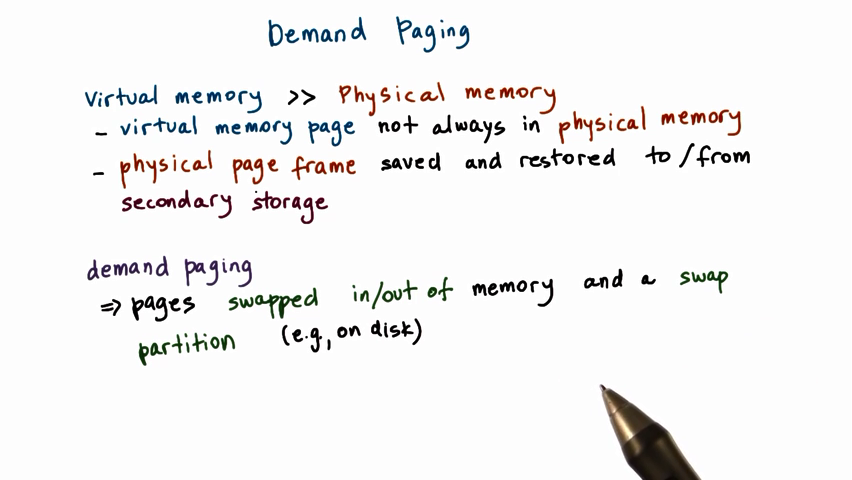 Demand Paging
Virtual memory >> Physical memory
- virtual memory page not always in physical memory
- physical page frame saved and restored to/from
secondary storage
demand paging
⇒ pages swapped in/out of memory and a swap
partition (e.g., on disk)